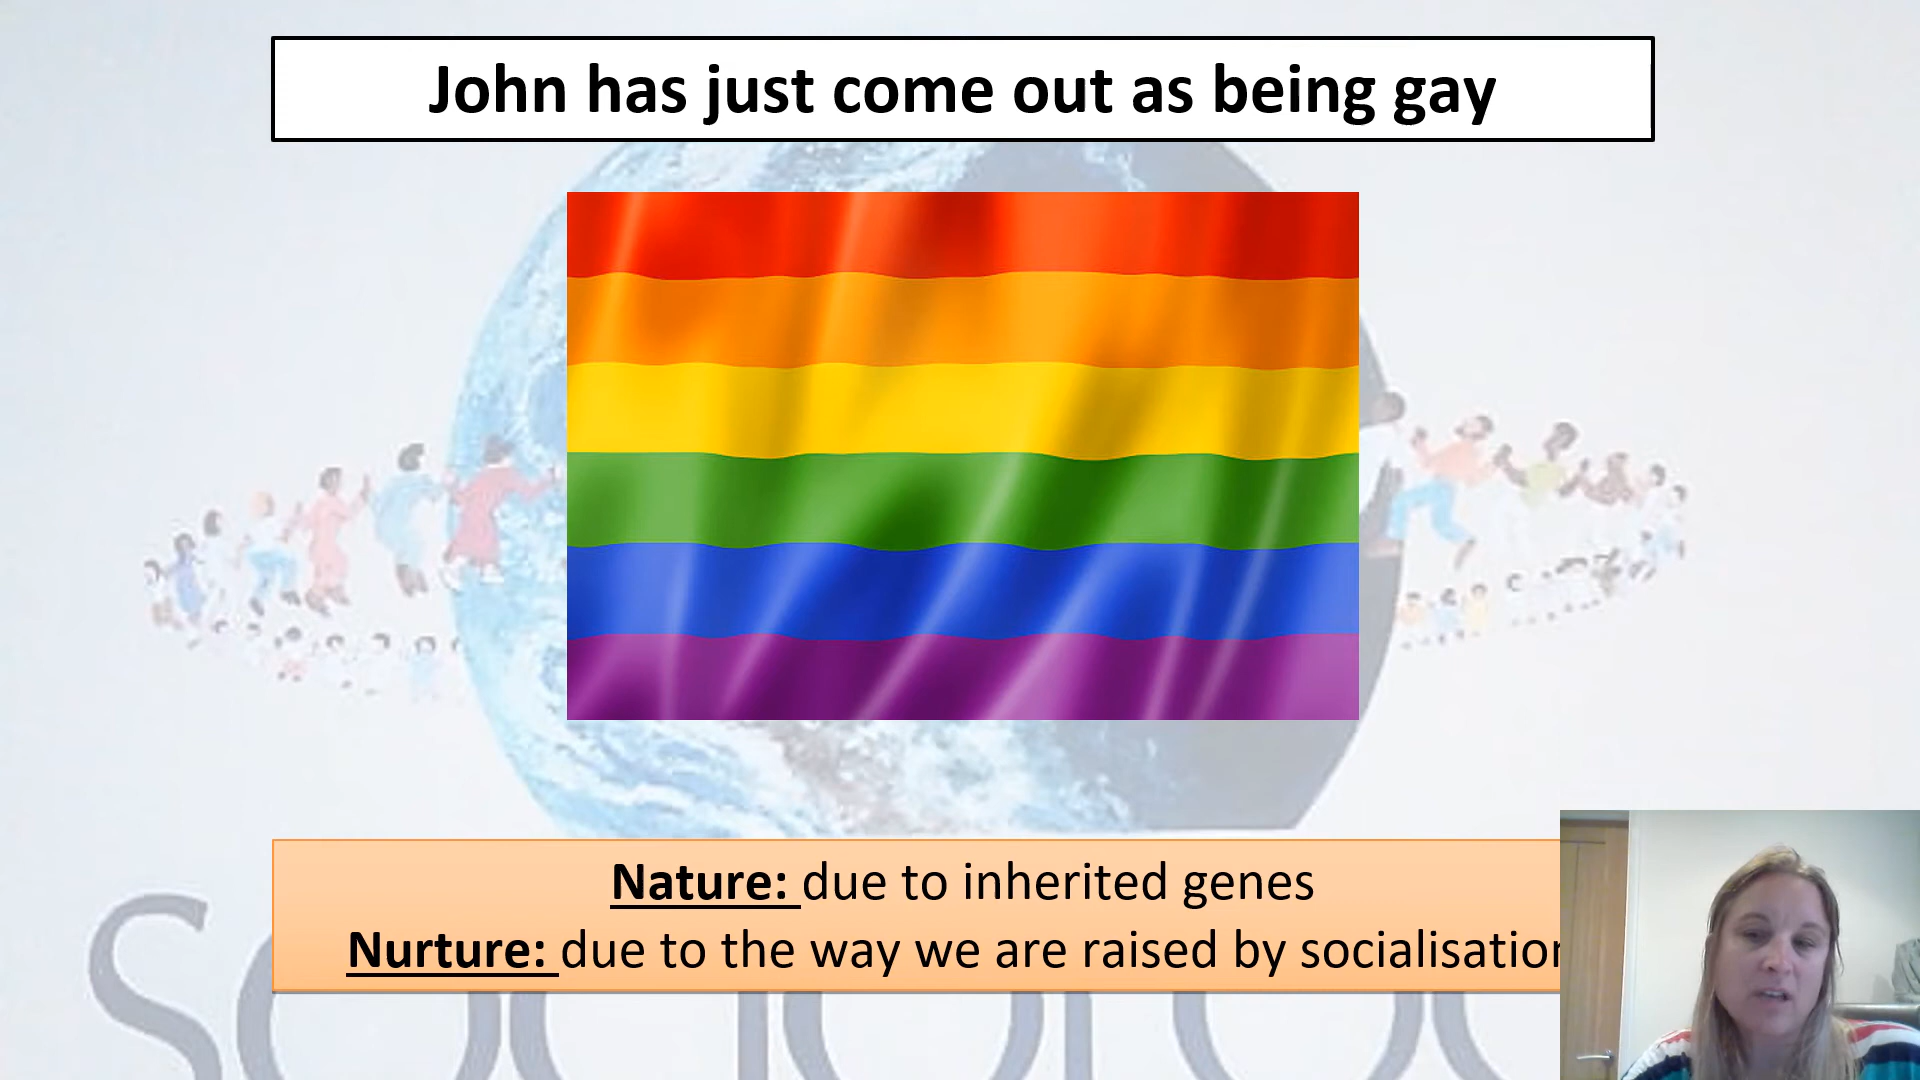 John has just come out as being gay
Nature: due to inherited genes
Nurture: due to the way we are raised by